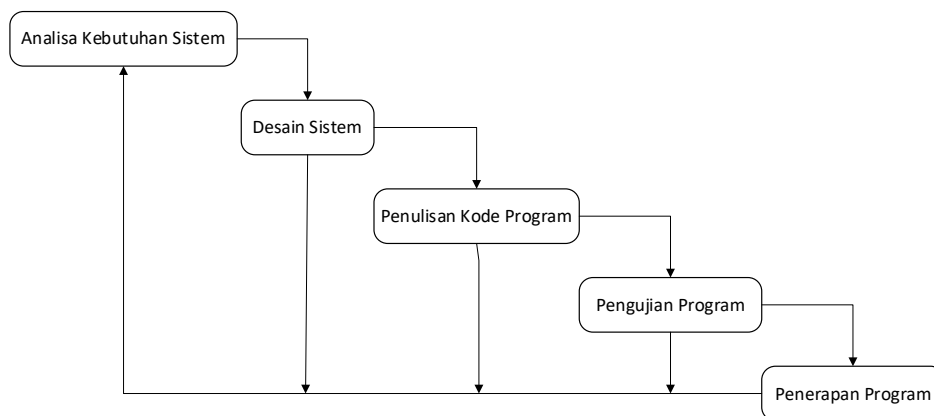 Analisa Kebutuhan Sistem
Desain Sistem
Penulisan Kode Program
Pengujian Program
Penerapan Program